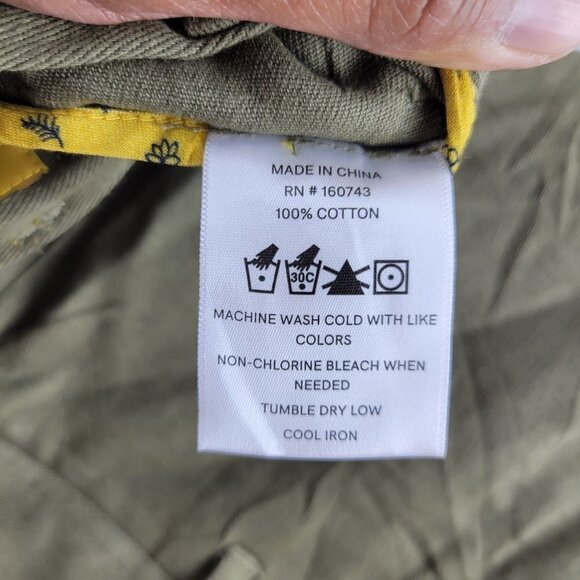 MADE IN CHINA
RN # 160743
100% COTTON
30C
MACHINE WASH COLD WITH LIKE
COLORS
NON-CHLORINE BLEACH WHEN
NEEDED
TUMBLE DRY LOW
COOL IRON